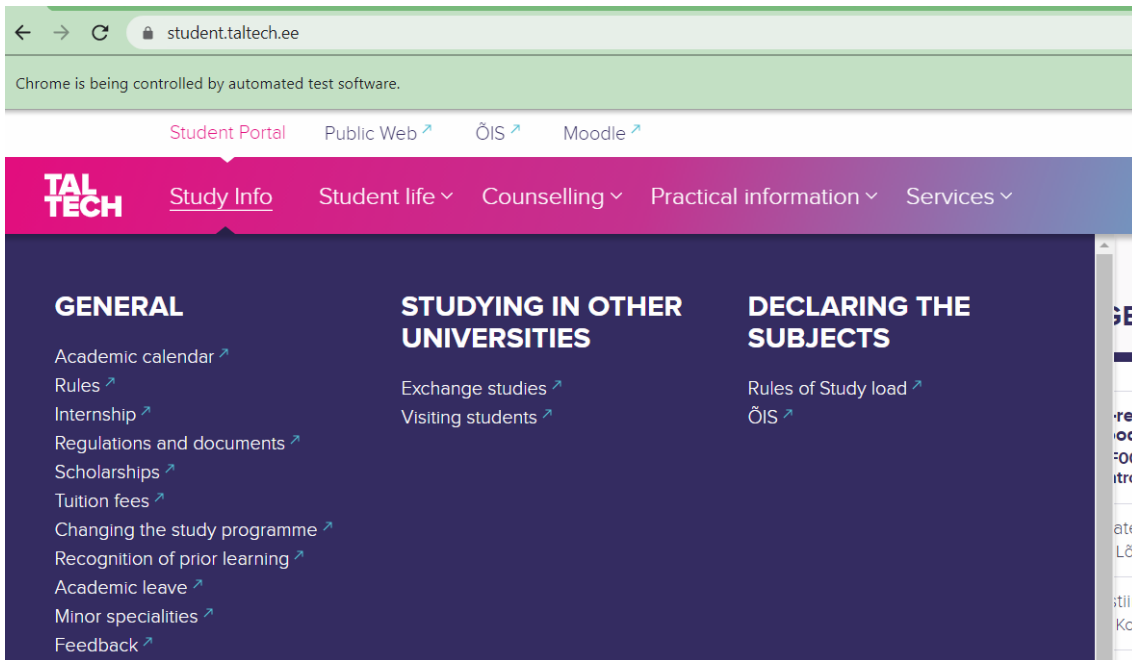 student.taltech.ee
Chrome is being controlled by automated test software.
Student Portal Public Web ÕIS Moodle
TAL
TECH
Study Info Student life Counselling Practical information Services
GENERAL
Academic calendar
Rules
Internship
Regulations and documents
Scholarships
Tuition fees
Changing the study programme
Recognition of prior learning
Academic leave
Minor specialities
Feedback
STUDYING IN OTHER
UNIVERSITIES
Exchange studies
Visiting students
DECLARING THE
SUBJECTS
Rules of Study load
ÕIS